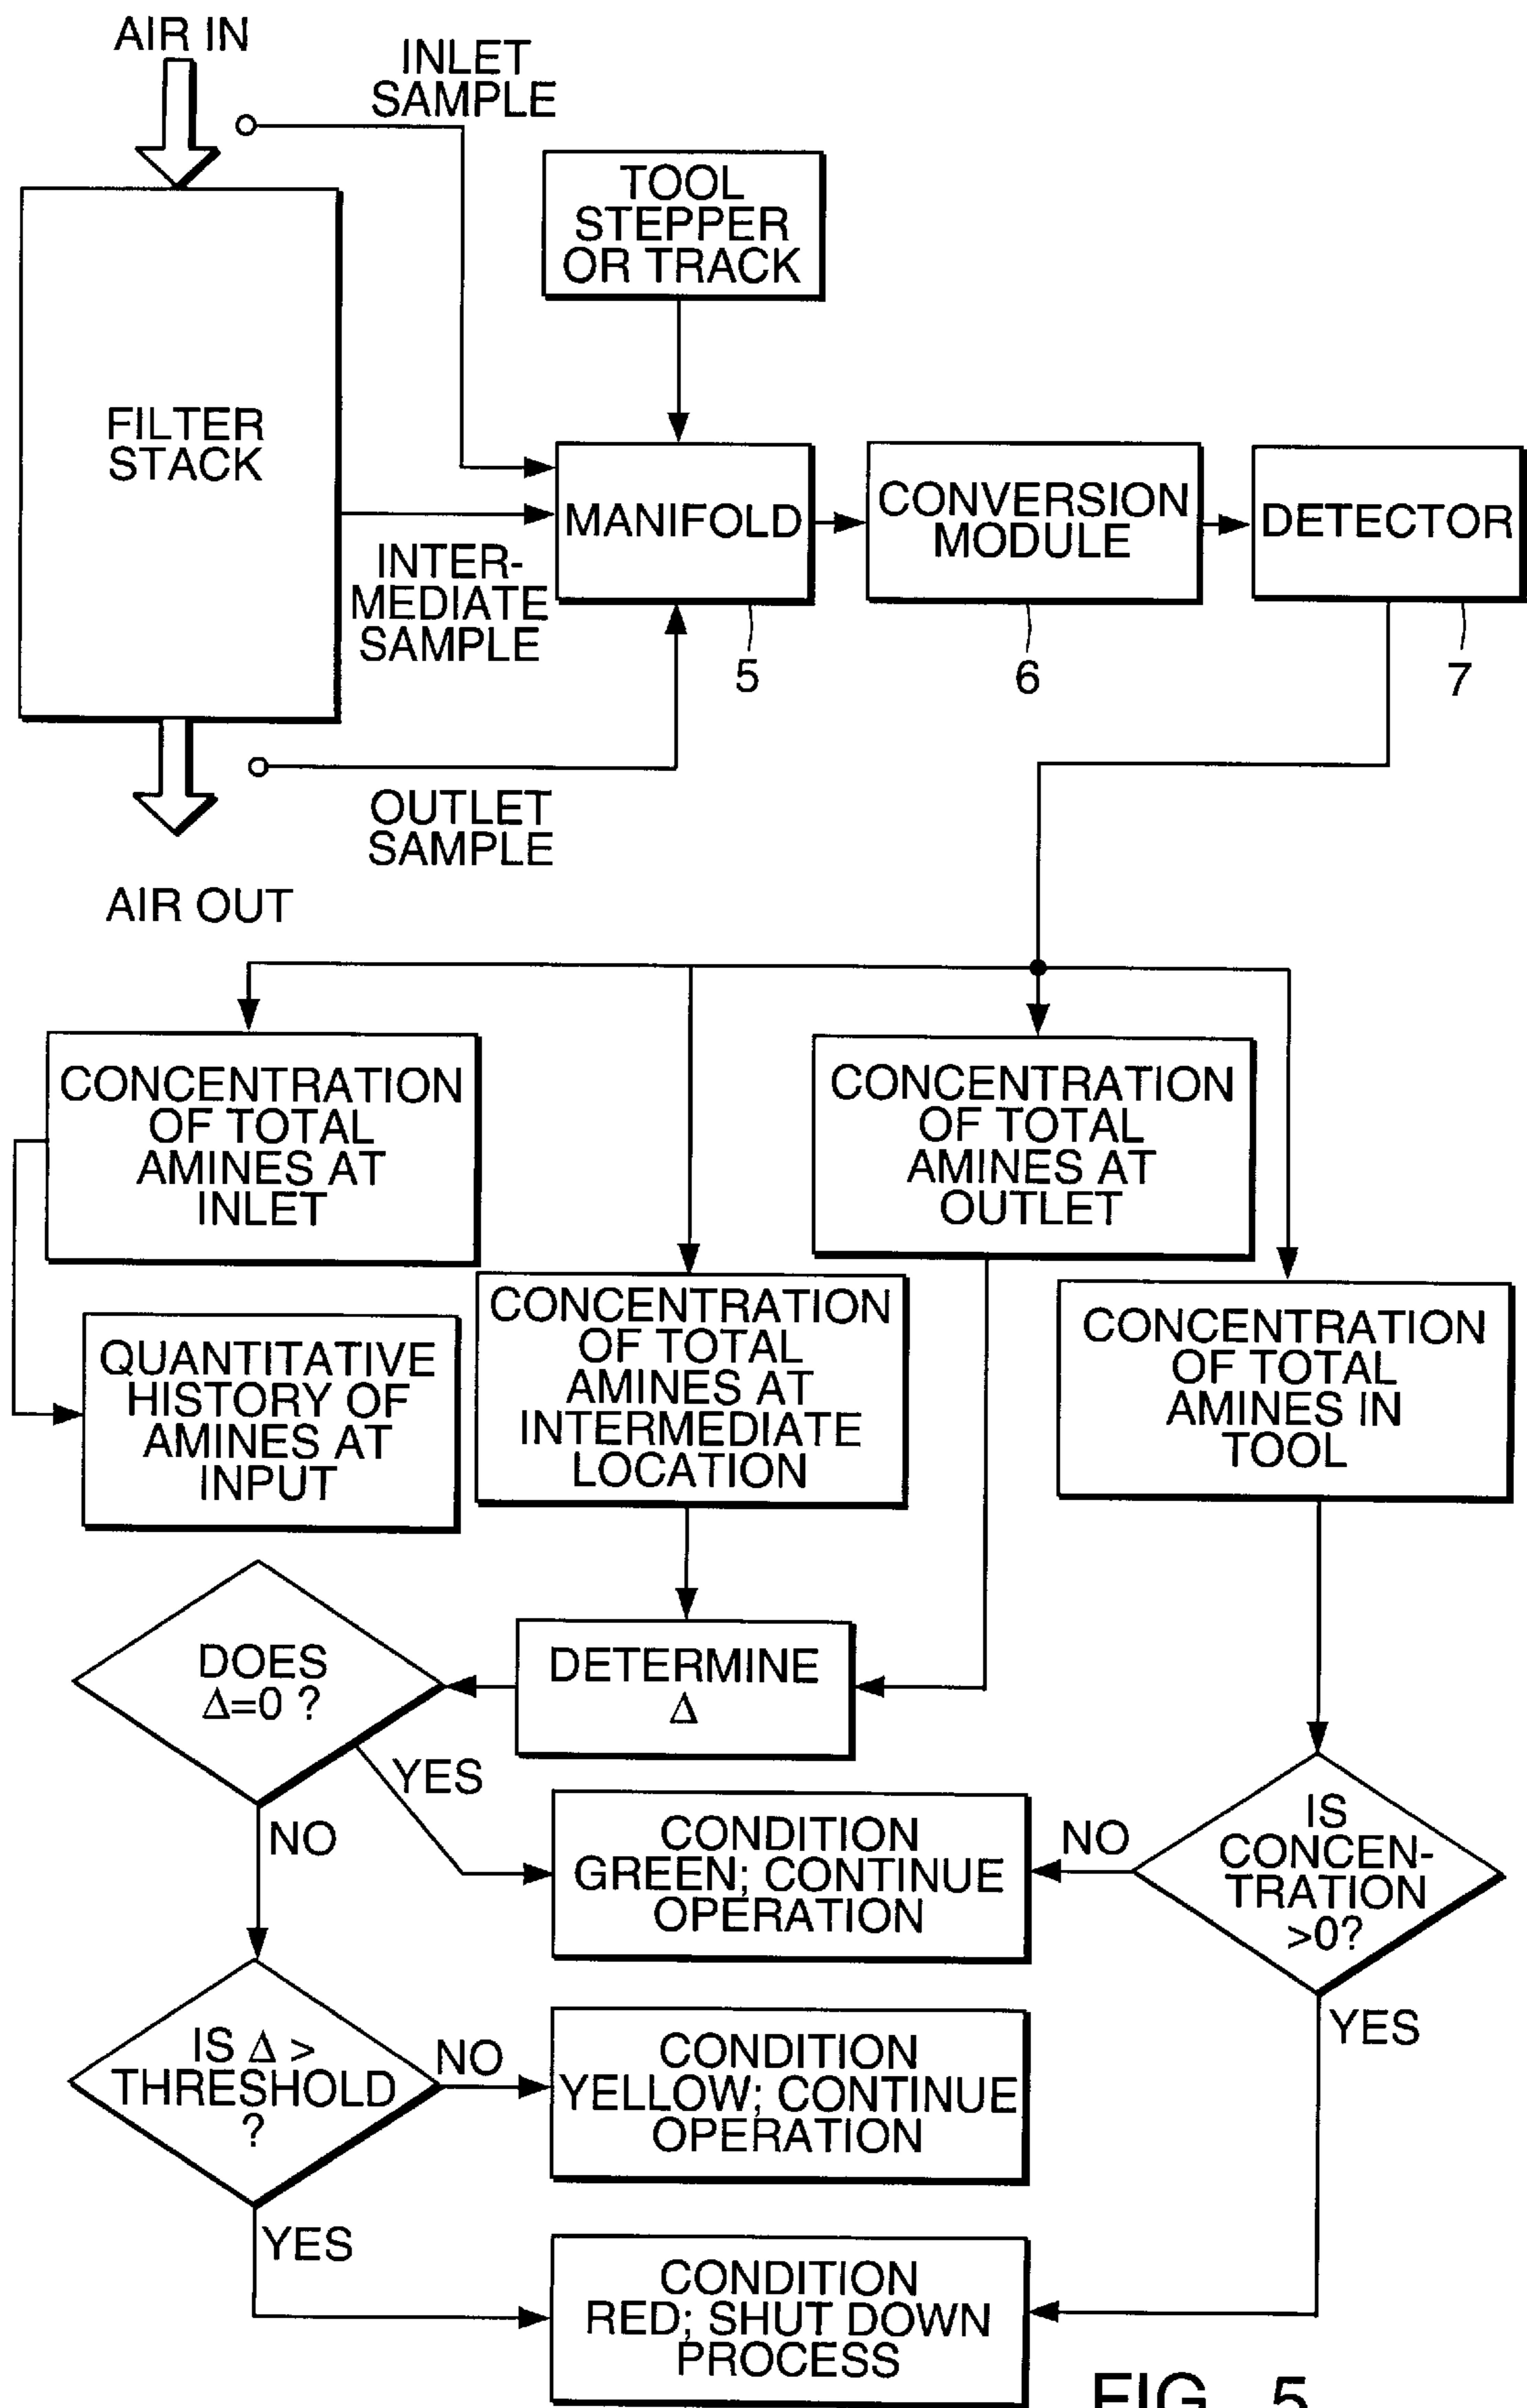 AIR IN
INLET
SAMPLE
TOOL
STEPPER
OR TRACK
FILTER
STACK
MANIFOLD
CONVERSION
MODULE
DETECTOR
INTER-
MEDIATE
SAMPLE
5
6
7
OUTLET
SAMPLE
AIR OUT
CONCENTRATION
OF TOTAL
AMINES AT
INLET
CONCENTRATION
OF TOTAL
AMINES AT
OUTLET
QUANTITATIVE
HISTORY OF
AMINES AT
INPUT
CONCENTRATION
OF TOTAL
AMINES AT
INTERMEDIATE
LOCATION
CONCENTRATION
OF TOTAL
AMINES IN
TOOL
DOES
Δ=0 ?
DETERMINE
Δ
YES
NO
CONDITION
GREEN; CONTINUE
OPERATION
NO
IS
CONCEN-
TRATION
>0?
YES
IS Δ >
THRESHOLD
?
NO
CONDITION
YELLOW; CONTINUE
OPERATION
YES
CONDITION
RED; SHUT DOWN
PROCESS
FIG. 5